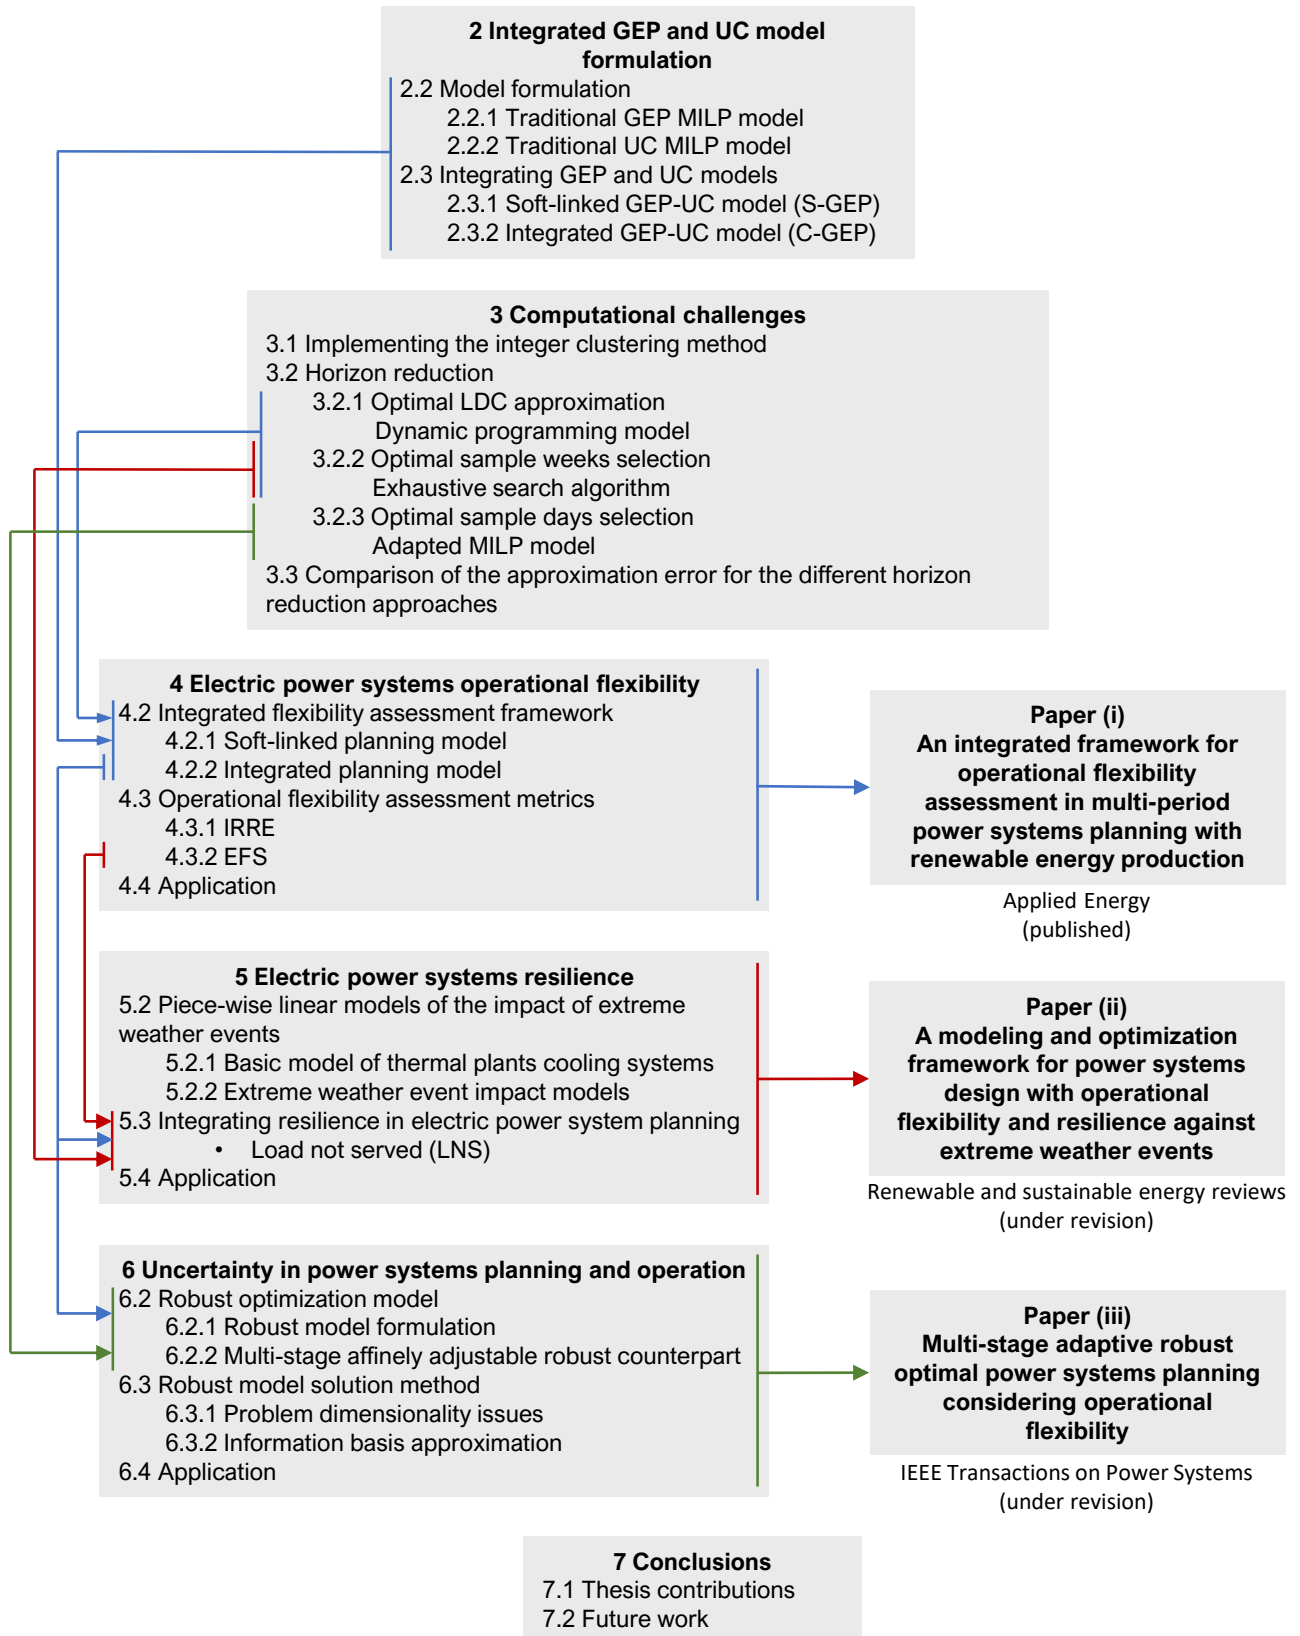 2 Integrated GEP and UC model
formulation
2.2 Model formulation
2.2.1 Traditional GEP MILP model
2.2.2 Traditional UC MILP model
2.3 Integrating GEP and UC models
2.3.1 Soft-linked GEP-UC model (S-GEP)
2.3.2 Integrated GEP-UC model (C-GEP)
3 Computational challenges
3.1 Implementing the integer clustering method
3.2 Horizon reduction
3.2.1 Optimal LDC approximation
Dynamic programming model
3.2.2 Optimal sample weeks selection
Exhaustive search algorithm
3.2.3 Optimal sample days selection
Adapted MILP model
3.3 Comparison of the approximation error for the different horizon
reduction approaches
4 Electric power systems operational flexibility
4.2 Integrated flexibility assessment framework
4.2.1 Soft-linked planning model
4.2.2 Integrated planning model
4.3 Operational flexibility assessment metrics
4.3.1 IRRE
4.3.2 EFS
4.4 Application
Paper (i)
An integrated framework for
operational flexibility
assessment in multi-period
power systems planning with
renewable energy production
Applied Energy
(published)
5 Electric power systems resilience
5.2 Piece-wise linear models of the impact of extreme
weather events
5.2.1 Basic model of thermal plants cooling systems
5.2.2 Extreme weather event impact models
5.3 Integrating resilience in electric power system planning
• Load not served (LNS)
5.4 Application
Paper (ii)
A modeling and optimization
framework for power systems
design with operational
flexibility and resilience against
extreme weather events
Renewable and sustainable energy reviews
(under revision)
6 Uncertainty in power systems planning and operation
6.2 Robust optimization model
6.2.1 Robust model formulation
6.2.2 Multi-stage affinely adjustable robust counterpart
6.3 Robust model solution method
6.3.1 Problem dimensionality issues
6.3.2 Information basis approximation
6.4 Application
Paper (iii)
Multi-stage adaptive robust
optimal power systems planning
considering operational
flexibility
IEEE Transactions on Power Systems
(under revision)
7 Conclusions
7.1 Thesis contributions
7.2 Future work